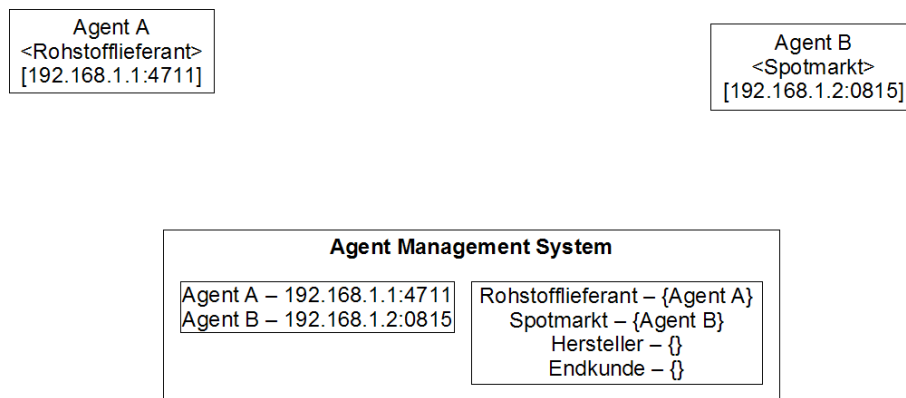 Agent A
<Rohstofflieferant>
[192.168.1.1:4711]
Agent B
<Spotmarkt>
[192.168.1.2:0815]
Agent Management System
Agent A – 192.168.1.1:4711
Agent B – 192.168.1.2:0815
Rohstofflieferant – {Agent A}
Spotmarkt – {Agent B}
Hersteller – {}
Endkunde – {}